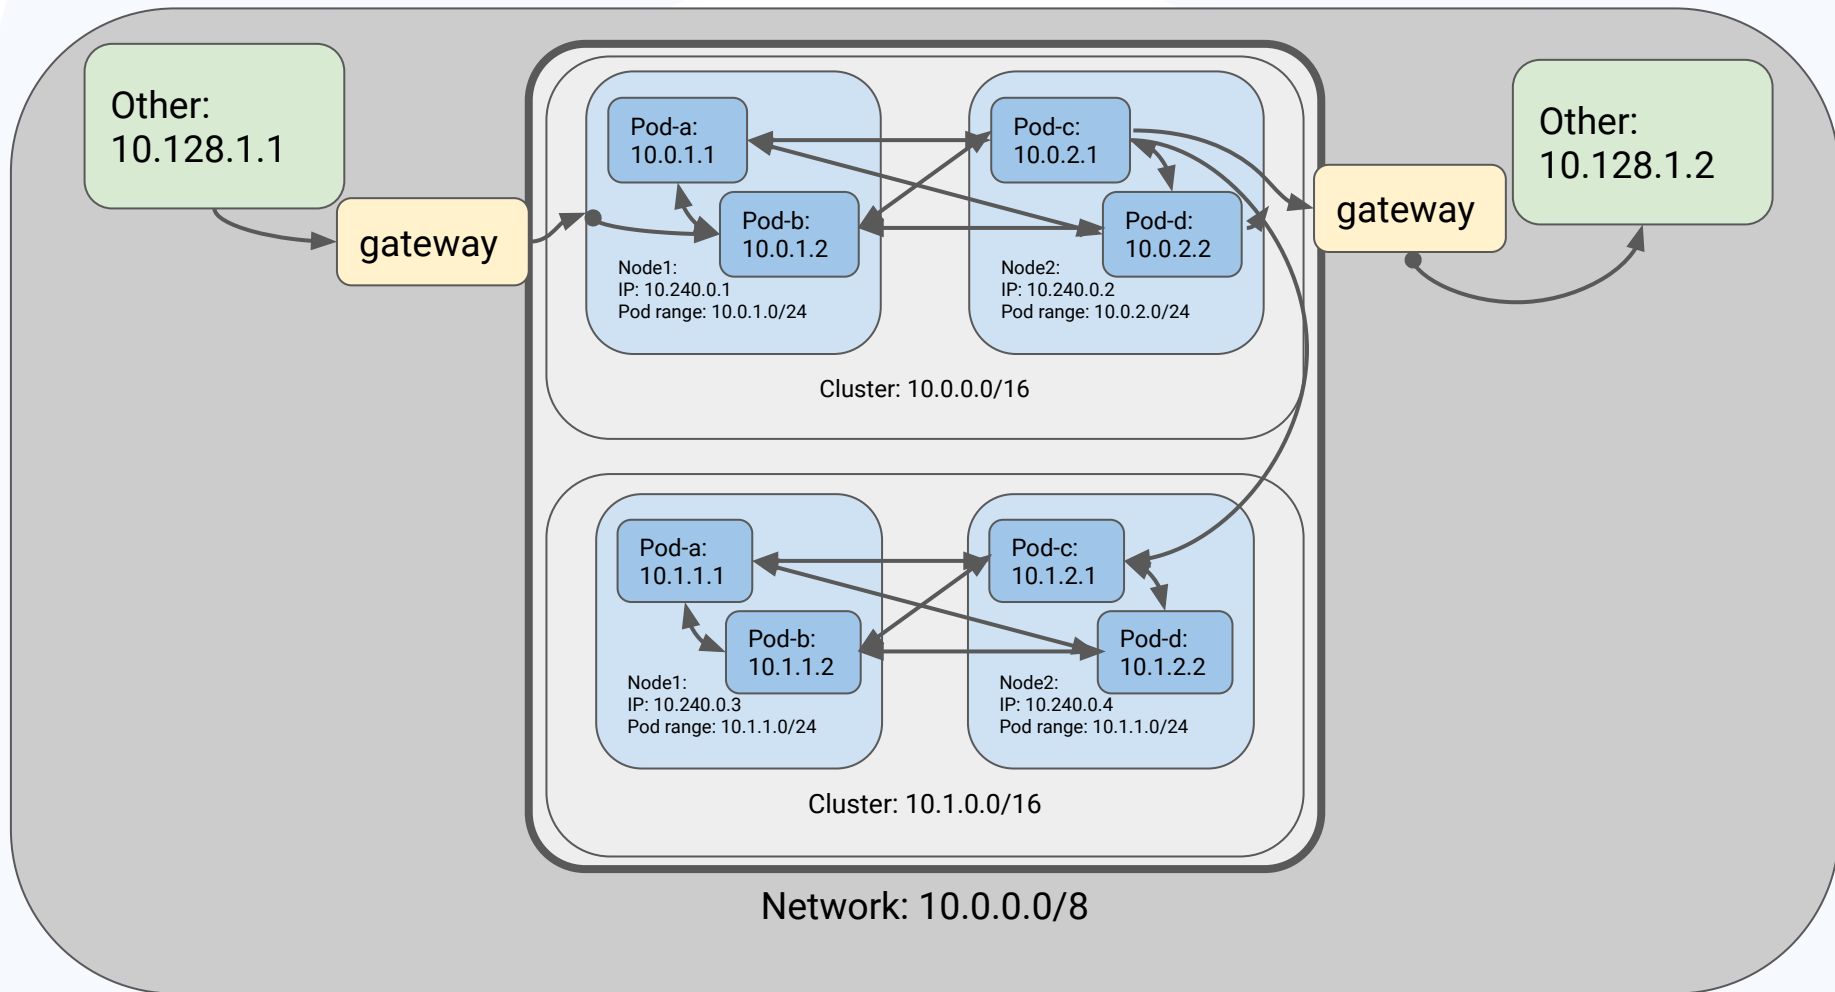 Other:
10.128.1.1
gateway
Pod-a:
10.0.1.1
Pod-b:
10.0.1.2
Node1:
IP: 10.240.0.1
Pod range: 10.0.1.0/24
Pod-c:
10.0.2.1
Pod-d:
10.0.2.2
Node2:
IP: 10.240.0.2
Pod range: 10.0.2.0/24
Cluster: 10.0.0.0/16
gateway
Other:
10.128.1.2
Pod-a:
10.1.1.1
Pod-b:
10.1.1.2
Node1:
IP: 10.240.0.3
Pod range: 10.1.1.0/24
Pod-c:
10.1.2.1
Pod-d:
10.1.2.2
Node2:
IP: 10.240.0.4
Pod range: 10.1.1.0/24
Cluster: 10.1.0.0/16
Network: 10.0.0.0/8